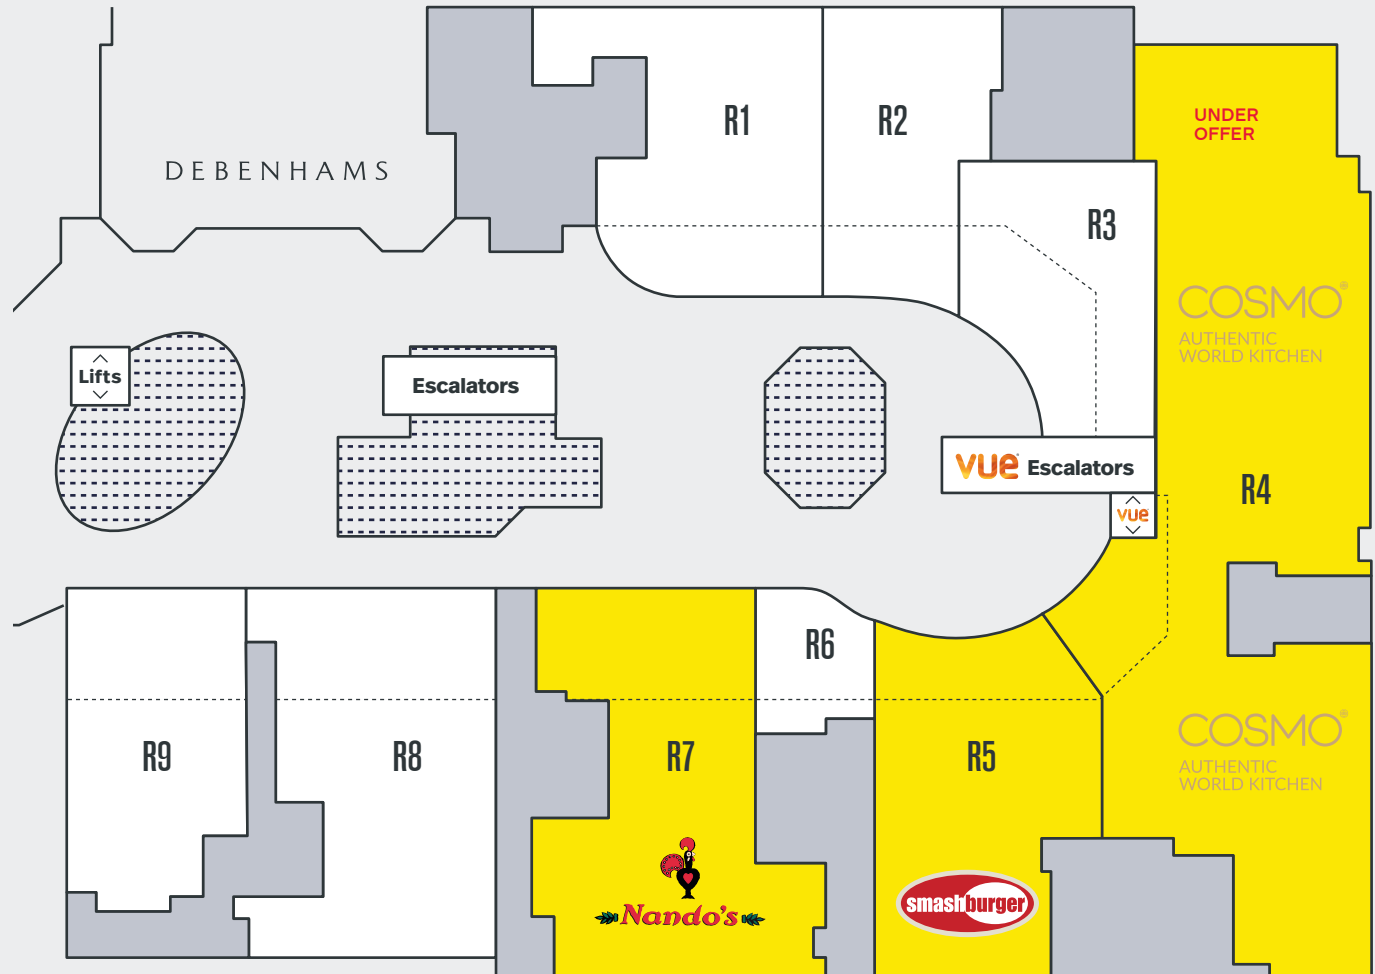 R1
R2
UNDER
OFFER
DEBENHAMS
R3
COSMO®
AUTHENTIC
WORLD KITCHEN
Lifts
Escalators
vue Escalators
R4
vue
R6
COSMO®
AUTHENTIC
WORLD KITCHEN
R9
R8
R7
R5
smashburger
Nando's